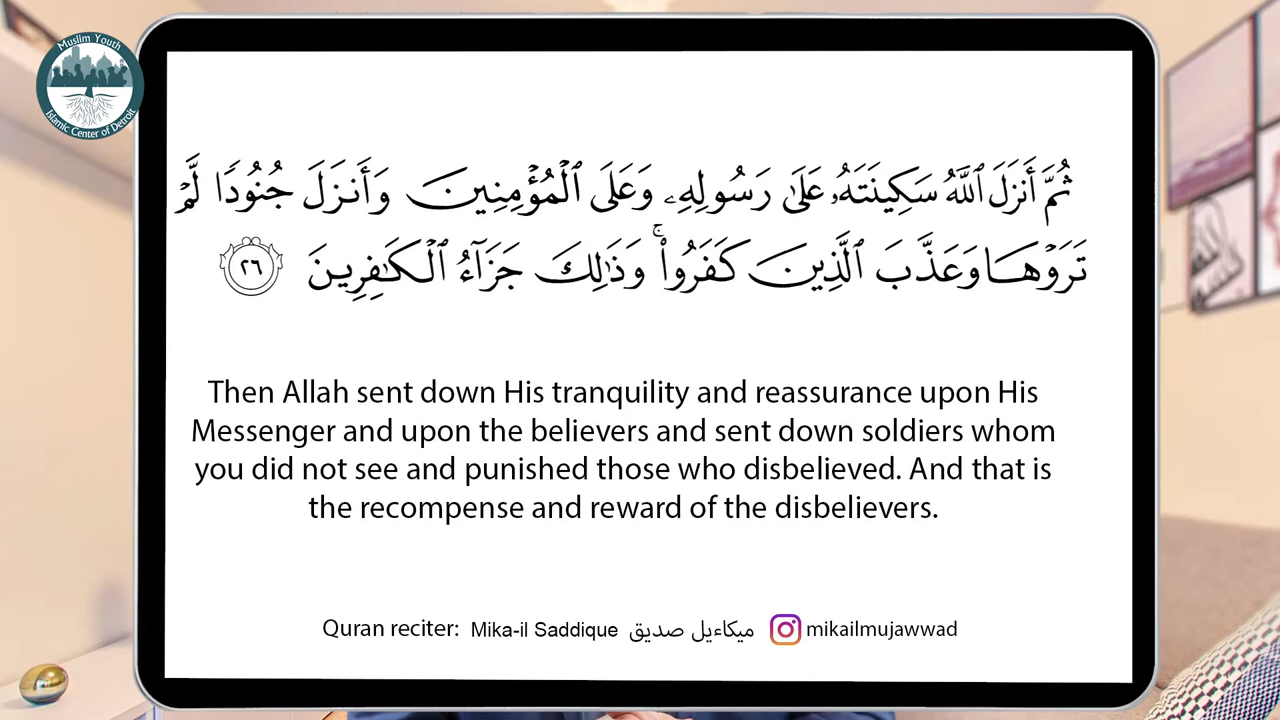 Muslim Youth
Islamic Center of Detroit
ثُمَّ أَنزَلَ ٱللَّهُ سَكِينَتَهُۥ عَلَىٰ رَسُولِهِۦ وَعَلَى ٱلْمُؤْمِنِينَ وَأَنزَلَ جُنُودًا لَّمْ
تَرَوْهَا وَعَذَّبَ ٱلَّذِينَ كَفَرُوا۟ ۚ وَذَٰلِكَ جَزَآءُ ٱلْكَـٰفِرِينَ ٢٦
Then Allah sent down His tranquility and reassurance upon His
Messenger and upon the believers and sent down soldiers whom
you did not see and punished those who disbelieved. And that is
the recompense and reward of the disbelievers.
Quran reciter: Mika-il Saddique ميكاءيل صديق mikailmujawwad